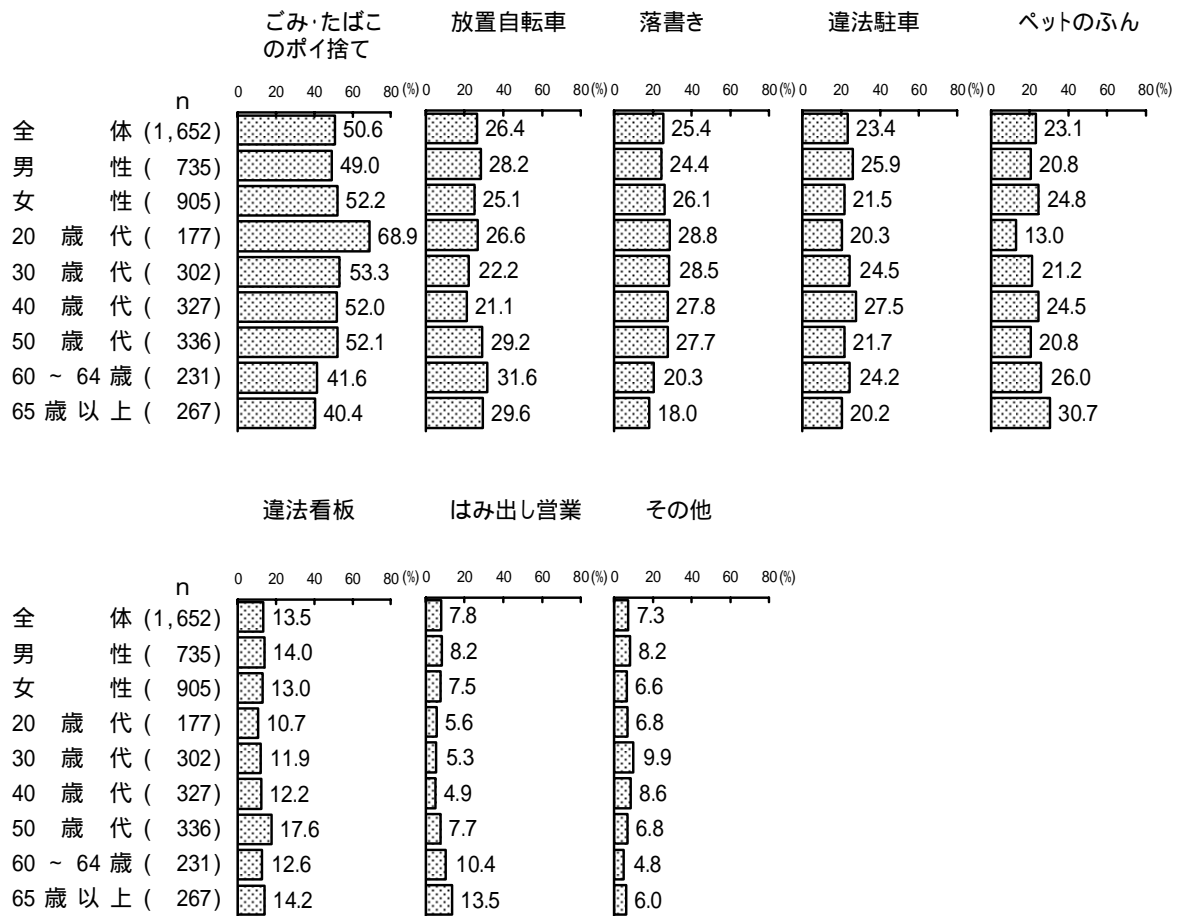 ごみ・たばこ 放置自転車 落書き 違法駐車 ペットのふん
のポイ捨て
0 20 40 60 80(%) 0 20 40 60 80(%) 0 20 40 60 80(%) 0 20 40 60 80(%) 0 20 40 60 80(%)
n
全 体 (1,652) 50.6 26.4 25.4 23.4 23.1
男 性 ( 735) 49.0 28.2 24.4 25.9 20.8
女 性 ( 905) 52.2 25.1 26.1 21.5 24.8
20 歳 代 ( 177) 68.9 26.6 28.8 20.3 13.0
30 歳 代 ( 302) 53.3 22.2 28.5 24.5 21.2
40 歳 代 ( 327) 52.0 21.1 27.8 27.5 24.5
50 歳 代 ( 336) 52.1 29.2 27.7 21.7 20.8
60 ~ 64 歳 ( 231) 41.6 31.6 20.3 24.2 26.0
65 歳 以 上 ( 267) 40.4 29.6 18.0 20.2 30.7
違法看板 はみ出し営業 その他
0 20 40 60 80(%) 0 20 40 60 80(%) 0 20 40 60 80(%)
n
全 体 (1,652) 13.5 7.8 7.3
男 性 ( 735) 14.0 8.2 8.2
女 性 ( 905) 13.0 7.5 6.6
20 歳 代 ( 177) 10.7 5.6 6.8
30 歳 代 ( 302) 11.9 5.3 9.9
40 歳 代 ( 327) 12.2 4.9 8.6
50 歳 代 ( 336) 17.6 7.7 6.8
60 ~ 64 歳 ( 231) 12.6 10.4 4.8
65 歳 以 上 ( 267) 14.2 13.5 6.0